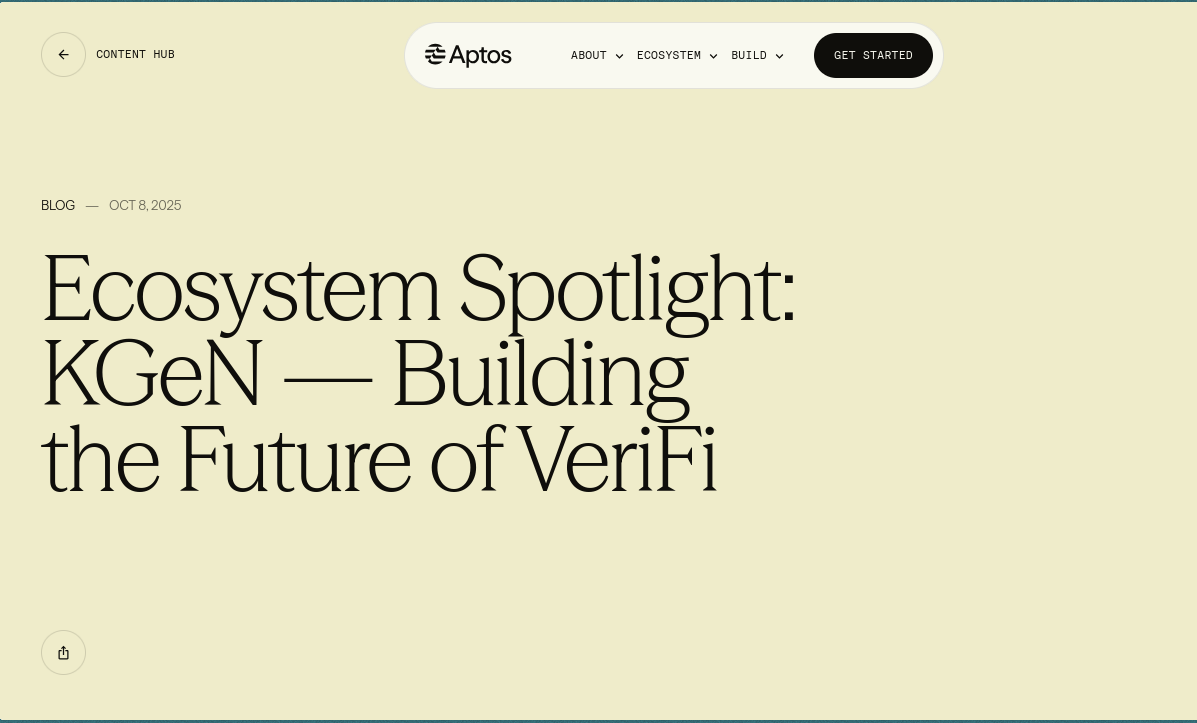 CONTENT HUB
Aptos
ABOUT
ECOSYSTEM
BUILD
GET STARTED
BLOG — OCT 8, 2025
Ecosystem Spotlight:
KGeN — Building
the Future of VeriFi